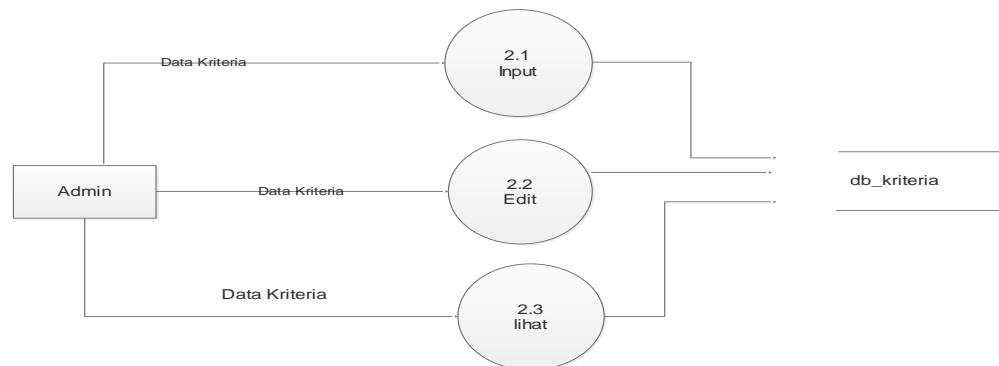 Data Kriteria
2.1
Input
Admin
Data Kriteria
2.2
Edit
db_kriteria
Data Kriteria
2.3
lihat